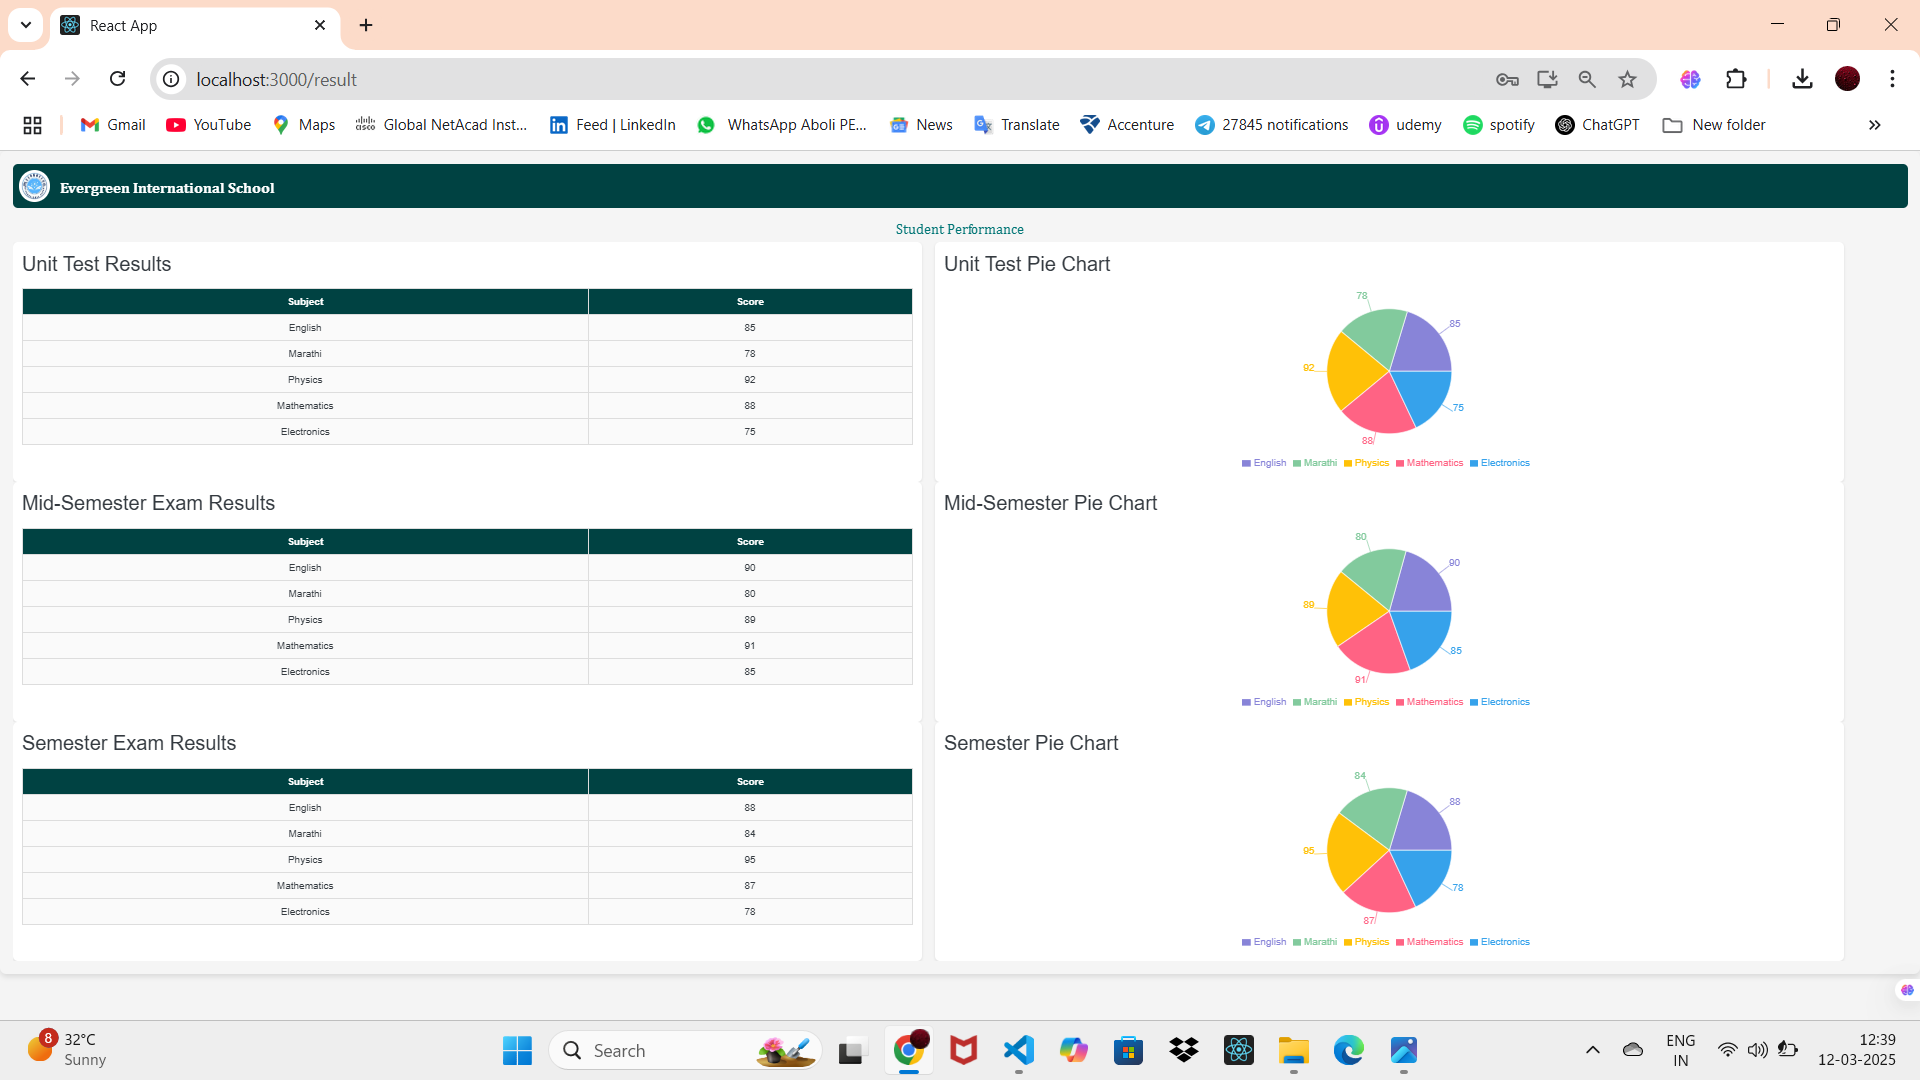 React App
localhost:3000/result
Gmail YouTube Maps Global NetAcad Inst... Feed | LinkedIn WhatsApp Aboli PE... News Translate Accenture 27845 notifications udemy spotify ChatGPT New folder
Evergreen International School
Student Performance
Unit Test Results
Subject Score
English 85
Marathi 78
Physics 92
Mathematics 88
Electronics 75
Unit Test Pie Chart
78
85
92
75
88
English Marathi Physics Mathematics Electronics
Mid-Semester Exam Results
Subject Score
English 90
Marathi 80
Physics 89
Mathematics 91
Electronics 85
Mid-Semester Pie Chart
80
90
89
85
91
English Marathi Physics Mathematics Electronics
Semester Exam Results
Subject Score
English 88
Marathi 84
Physics 95
Mathematics 87
Electronics 78
Semester Pie Chart
84
88
95
78
87
English Marathi Physics Mathematics Electronics
8
32°C
Sunny
Search
ENG
IN
12:39
12-03-2025